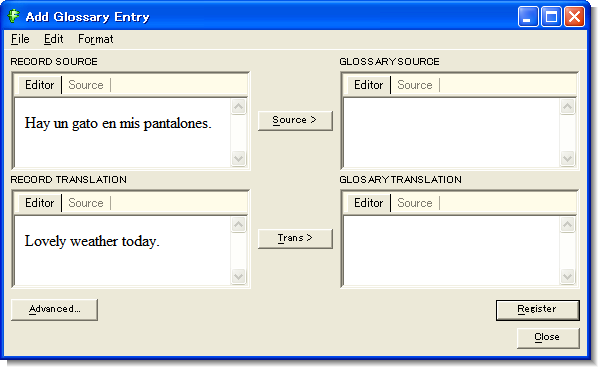 Add Glossary Entry
File Edit Format
RECORD SOURCE
Editor Source
Hay un gato en mis pantalones.
Source >
GLOSSARY SOURCE
Editor Source
RECORD TRANSLATION
Editor Source
Lovely weather today.
Trans >
GLOSARY TRANSLATION
Editor Source
Advanced...
Register
Close